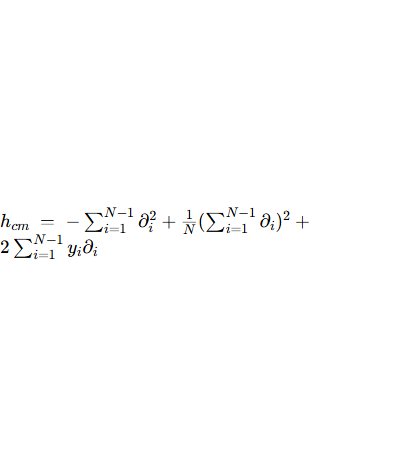 $h_{cm} = -\sum_{i=1}^{N-1} \partial_i^2 + \frac{1}{N} (\sum_{i=1}^{N-1} \partial_i)^2 +$
$2 \sum_{i=1}^{N-1} y_i \partial_i$